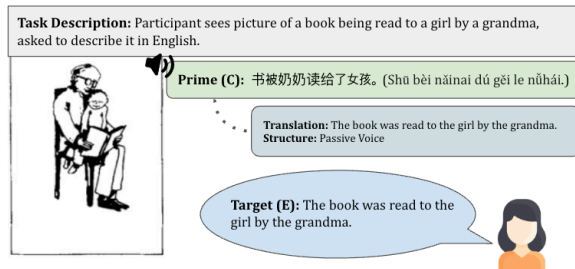 Task Description: Participant sees picture of a book being read to a girl by a grandma,
asked to describe it in English.
Prime (C): 书被奶奶读给了女孩。(Shū bèi nǎinai dú gěi le nǚhái.)
Translation: The book was read to the girl by the grandma.
Structure: Passive Voice
Target (E): The book was read to the
girl by the grandma.